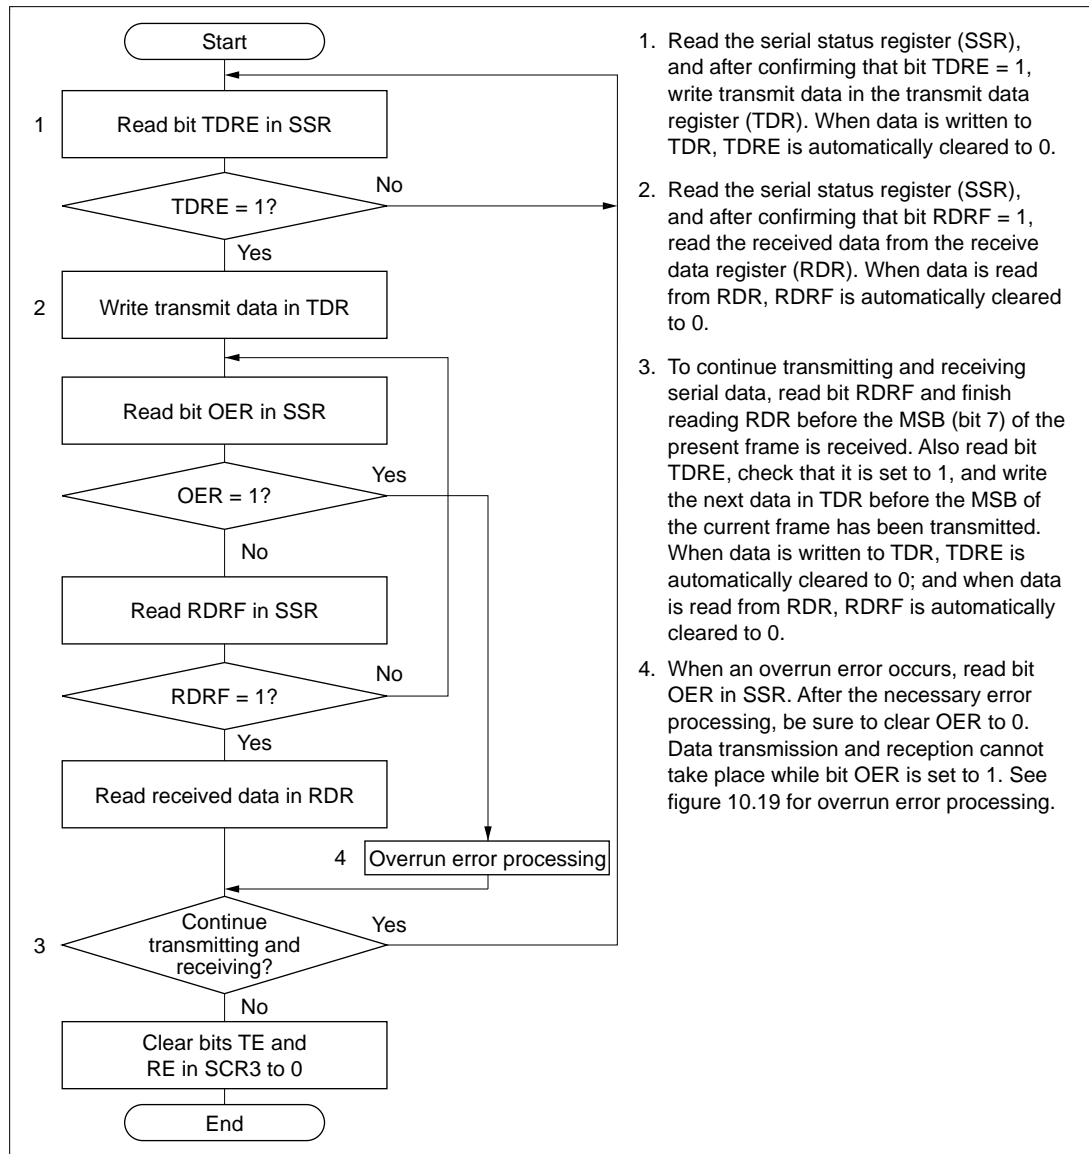 Start
1
Read bit TDRE in SSR
TDRE = 1?
No
Yes
2
Write transmit data in TDR
Read bit OER in SSR
OER = 1?
Yes
No
Read RDRF in SSR
RDRF = 1?
No
Yes
Read received data in RDR
4
Overrun error processing
3
Continue
transmitting and
receiving?
Yes
No
Clear bits TE and
RE in SCR3 to 0
End
1. Read the serial status register (SSR),
and after confirming that bit TDRE = 1,
write transmit data in the transmit data
register (TDR). When data is written to
TDR, TDRE is automatically cleared to 0.
2. Read the serial status register (SSR),
and after confirming that bit RDRF = 1,
read the received data from the receive
data register (RDR). When data is read
from RDR, RDRF is automatically cleared
to 0.
3. To continue transmitting and receiving
serial data, read bit RDRF and finish
reading RDR before the MSB (bit 7) of the
present frame is received. Also read bit
TDRE, check that it is set to 1, and write
the next data in TDR before the MSB of
the current frame has been transmitted.
When data is written to TDR, TDRE is
automatically cleared to 0; and when data
is read from RDR, RDRF is automatically
cleared to 0.
4. When an overrun error occurs, read bit
OER in SSR. After the necessary error
processing, be sure to clear OER to 0.
Data transmission and reception cannot
take place while bit OER is set to 1. See
figure 10.19 for overrun error processing.